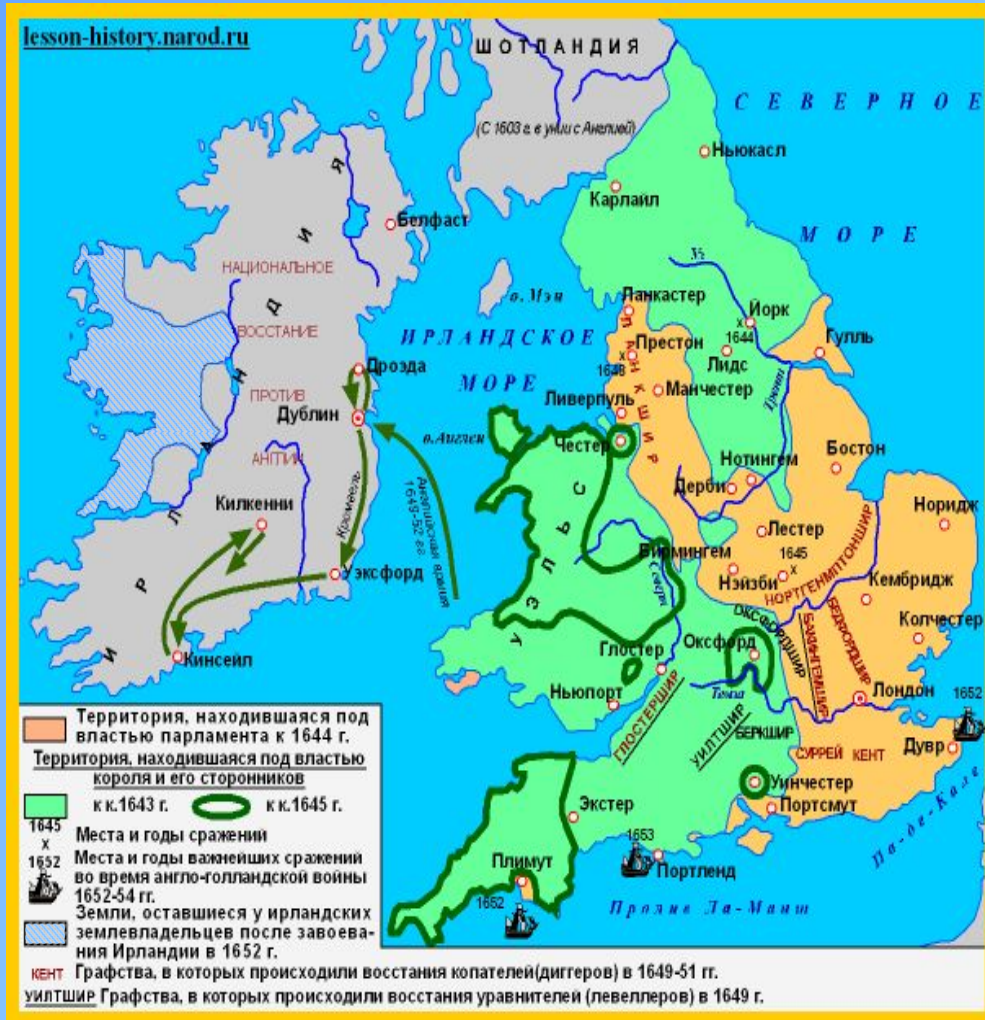 lesson-history.narod.ru
ШОТЛАНДИЯ
(С 1603 г. в унии с Англией)
СЕВЕРНОЕ
МОРЕ
Ньюкасл
Карлайл
Белфаст
ИРЛАНДИЯ
НАЦИОНАЛЬНОЕ
ВОССТАНИЕ
ПРОТИВ
АНГЛИИ
о. Мэн
ИРЛАНДСКОЕ
МОРЕ
Уз
Ланкастер
Йорк
1644
Гулль
Престон
1648
Лидс
ЛАНКШИР
Манчестер
Трент
Дроэда
Дублин
Ливерпуль
о.Англси
Честер
Бостон
Нотингем
Дерби
Норидж
Кромвель
Английская армия
1649-52 гг.
Килкенни
УЭЛЬС
Лестер
1645
Бирмингем
Нэйзби
НОРТГЕНМПТОНШИР
Северн
Кембридж
Уэксфорд
ОКСФОРДШИР
БАКИНГЕМШИР
БЕДФОРДШИР
Колчестер
Оксфорд
Глостер
Кинсейл
Ньюпорт
Темза
Лондон
1652
ГЛОСТЕРШИР
УИЛТШИР
БЕРКШИР
СУРРЕЙ КЕНТ
Дувр
Уинчестер
Портсмут
Па-де-Кале
Экстер
1653
Портленд
Плимут
1652
Пролив Ла-Манш
Территория, находившаяся под
властью парламента к 1644 г.
Территория, находившаяся под властью
короля и его сторонников
к к.1643 г.
к к.1645 г.
1645
х
Места и годы сражений
1652
Места и годы важнейших сражений
во время англо-голландской войны
1652-54 гг.
Земли, оставшиеся у ирландских
землевладельцев после завоева-
ния Ирландии в 1652 г.
КЕНТ Графства, в которых происходили восстания копателей(диггеров) в 1649-51 гг.
УИЛТШИР Графства, в которых происходили восстания уравнителей (левеллеров) в 1649 г.